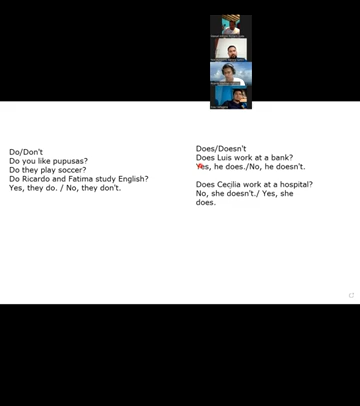 Do/Don't
Do you like pupusas?
Do they play soccer?
Do Ricardo and Fatima study English?
Yes, they do. / No, they don't.
Does/Doesn't
Does Luis work at a bank?
Yes, he does./No, he doesn't.
Does Cecilia work at a hospital?
No, she doesn't./ Yes, she
does.